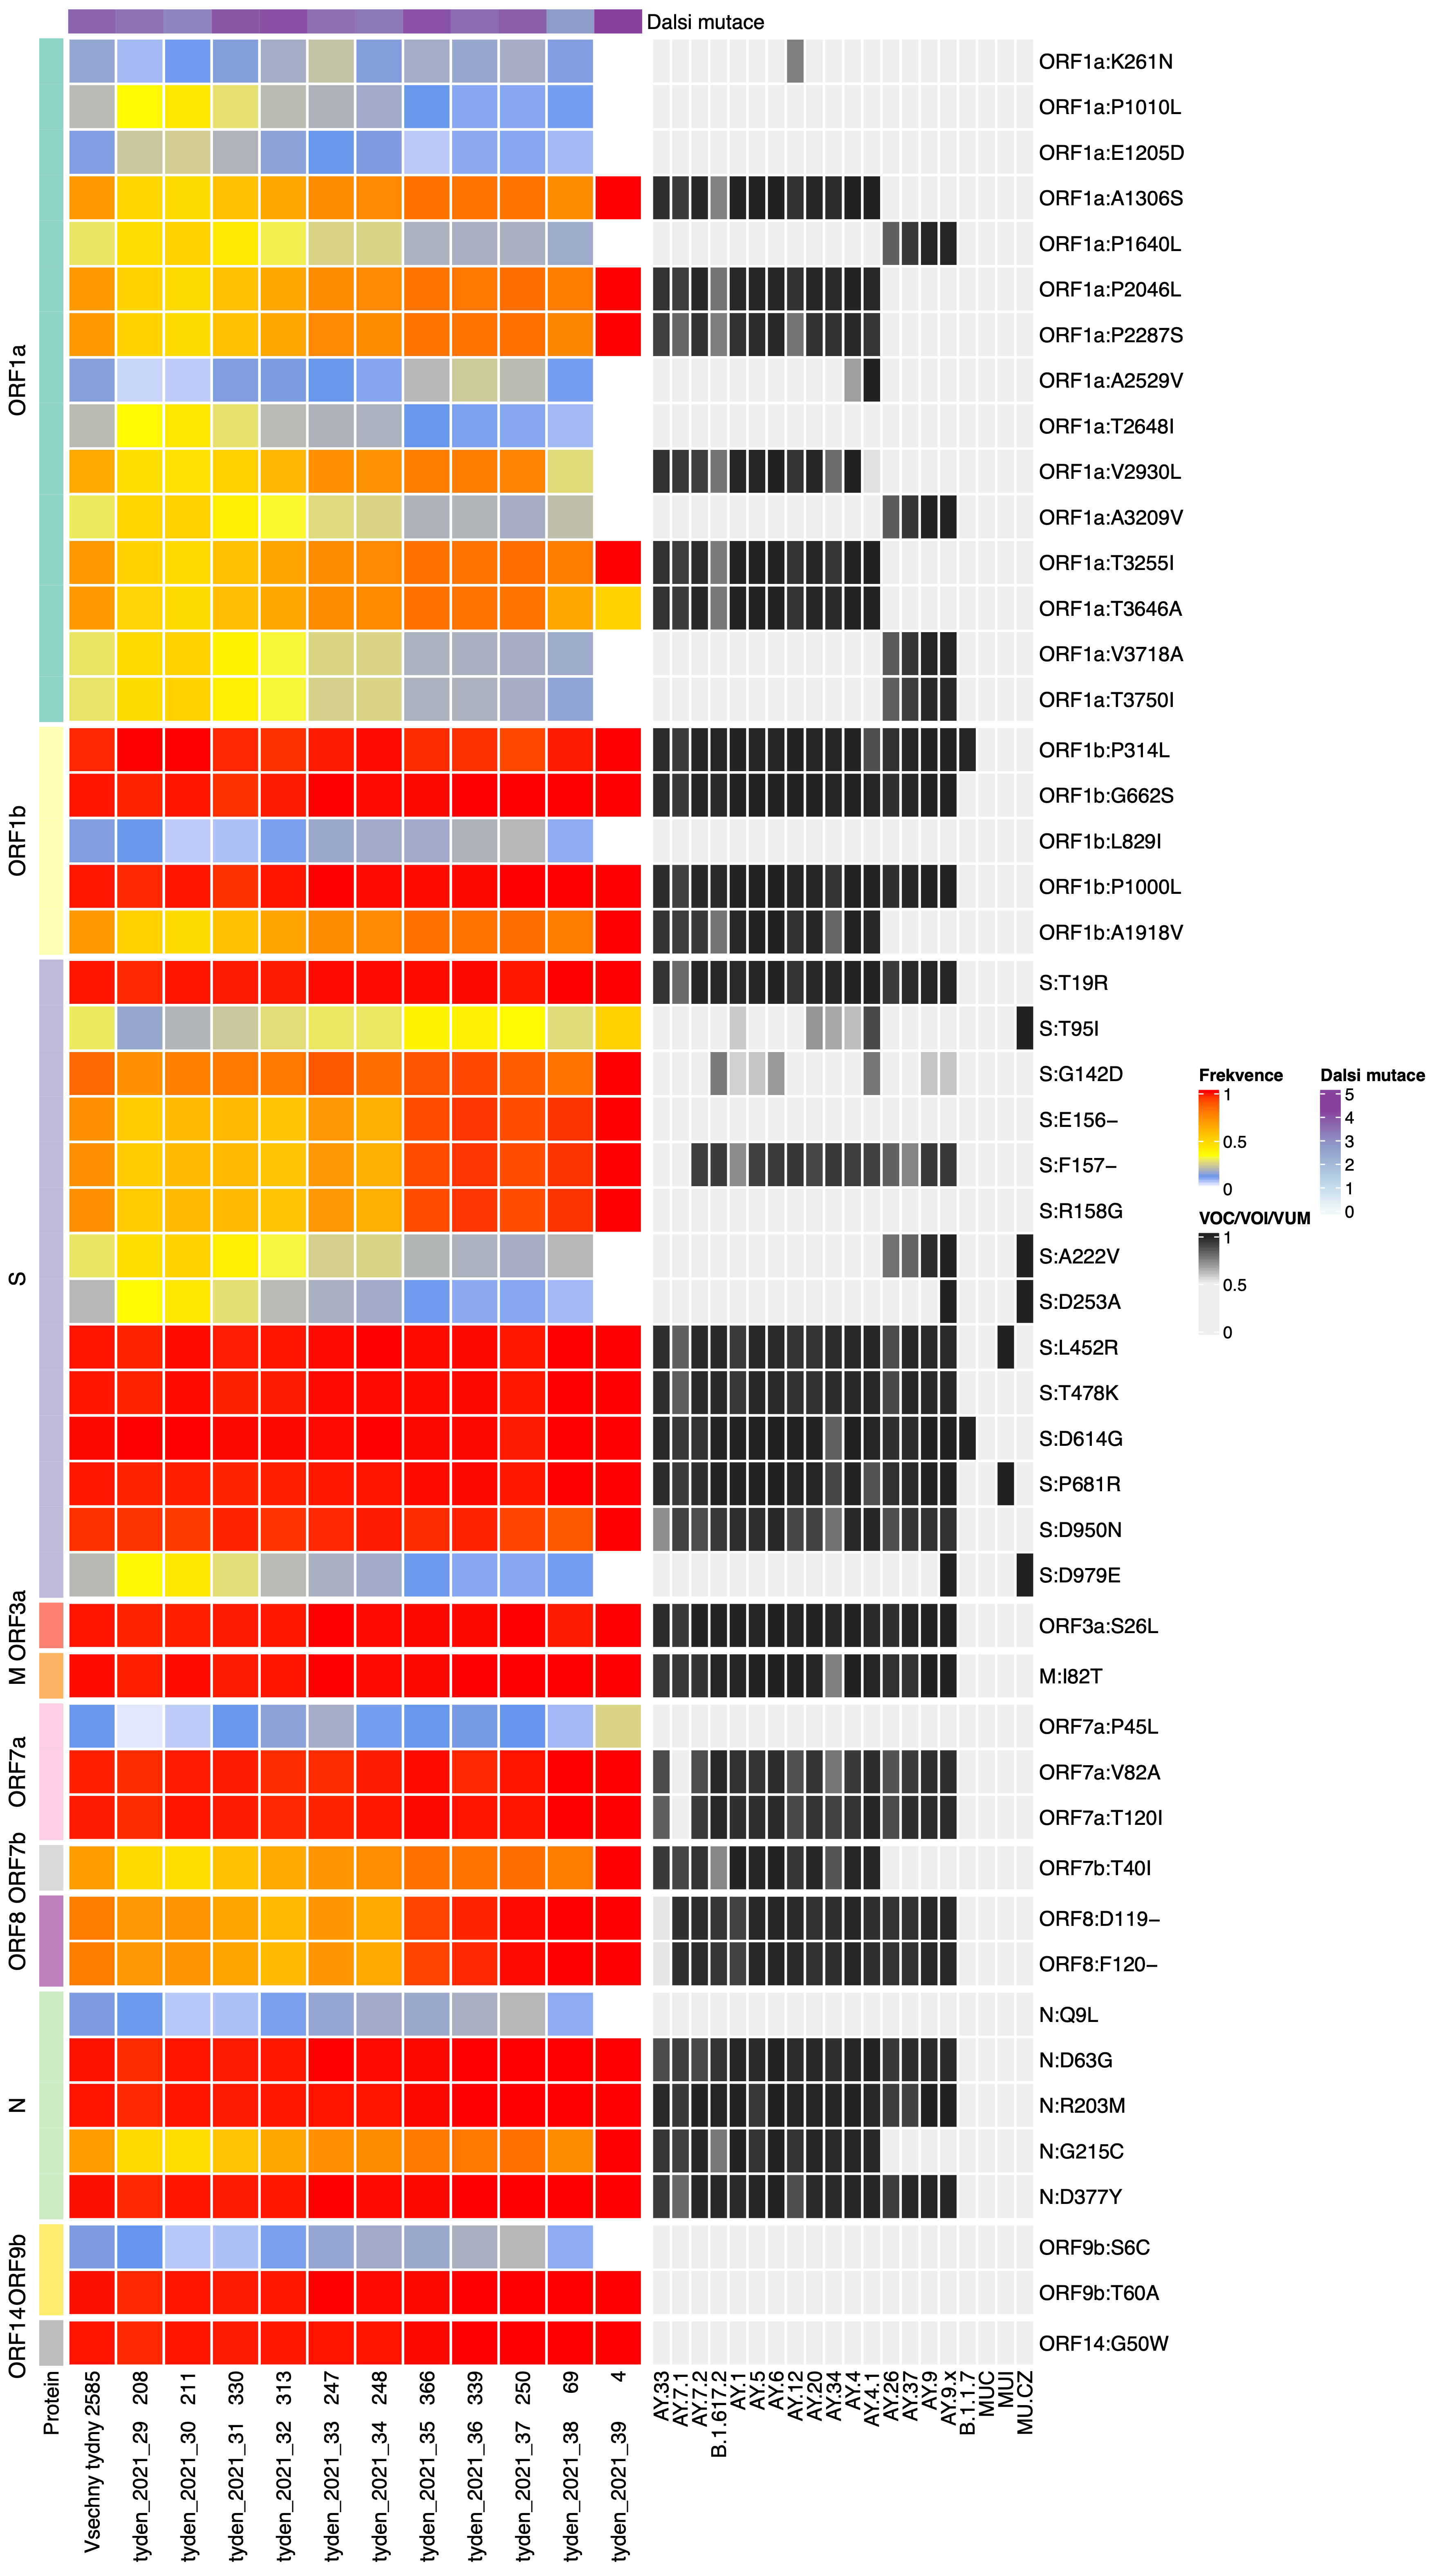 Dalsi mutace
ORF1a:K261N
ORF1a:P1010L
ORF1a:E1205D
ORF1a:A1306S
ORF1a:P1640L
ORF1a:P2046L
ORF1a:P2287S
ORF1a:A2529V
ORF1a:T2648I
ORF1a:V2930L
ORF1a:A3209V
ORF1a:T3255I
ORF1a:T3646A
ORF1a:V3718A
ORF1a:T3750I
ORF1b:P314L
ORF1b:G662S
ORF1b:L829I
ORF1b:P1000L
ORF1b:A1918V
S:T19R
S:T95I
S:G142D
S:E156−
S:F157−
S:R158G
S:A222V
S:D253A
S:L452R
S:T478K
S:D614G
S:P681R
S:D950N
S:D979E
ORF3a:S26L
M:I82T
ORF7a:P45L
ORF7a:V82A
ORF7a:T120I
ORF7b:T40I
ORF8:D119−
ORF8:F120−
N:Q9L
N:D63G
N:R203M
N:G215C
N:D377Y
ORF9b:S6C
ORF9b:T60A
ORF14:G50W
ORF1a
ORF1b
S
ORF3a
M
ORF7a
ORF7b
ORF8
N
ORF9b
ORF14
Protein
Vsechny tydny 2585
tyden_2021_29 208
tyden_2021_30 211
tyden_2021_31 330
tyden_2021_32 313
tyden_2021_33 247
tyden_2021_34 248
tyden_2021_35 366
tyden_2021_36 339
tyden_2021_37 250
tyden_2021_38 69
tyden_2021_39 4
AY.33
AY.7.1
AY.7.2
B.1.617.2
AY.1
AY.5
AY.6
AY.12
AY.20
AY.34
AY.4
AY.4.1
AY.26
AY.37
AY.9
AY.9.x
B.1.1.7
MUC
MUI
MU.CZ
Frekvence
1
0.5
0
Dalsi mutace
5
4
3
2
1
0
VOC/VOI/VUM
1
0.5
0